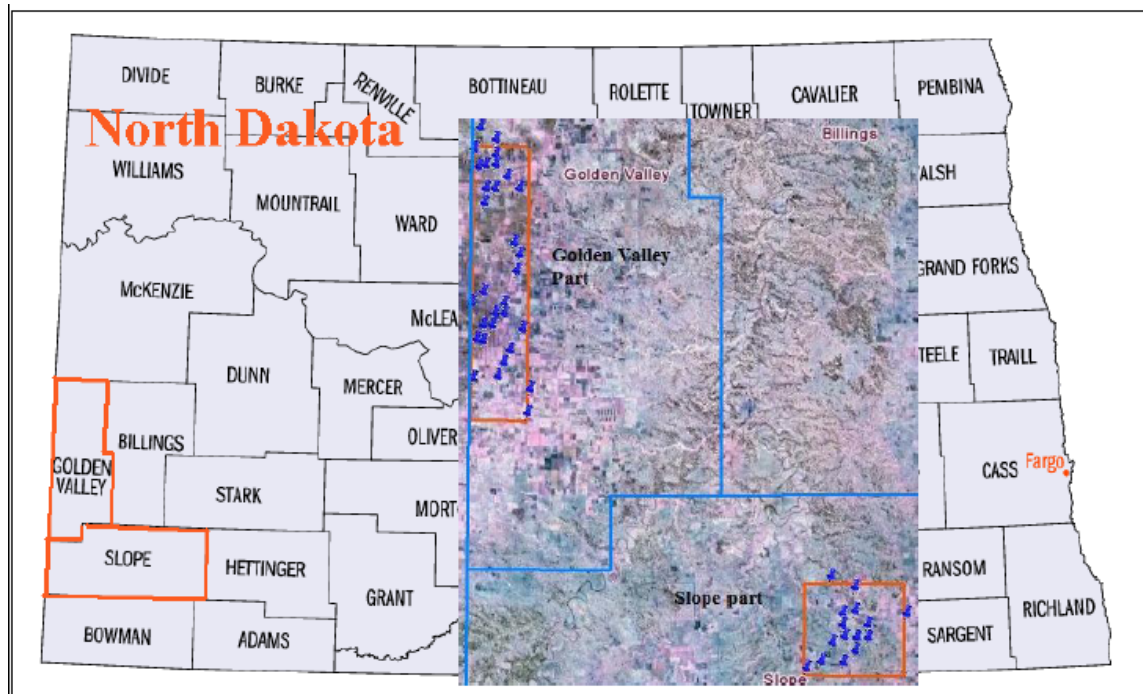 DIVIDE
BURKE
RENVILLE
BOTTINEAU
ROLETTE
TOWNER
CAVALIER
PEMBINA
North Dakota
Billings
WILLIAMS
Golden Valley
ALSH
MOUNTRAIL
WARD
Golden Valley
Part
GRAND FORKS
McKENZIE
McLEA
TEELE
TRAILL
DUNN
MERCER
BILLINGS
OLIVER
GOLDEN
VALLEY
CASS
Fargo
STARK
MORT
SLOPE
HETTINGER
GRANT
Slope part
RANSOM
RICHLAND
BOWMAN
ADAMS
SARGENT
Slope